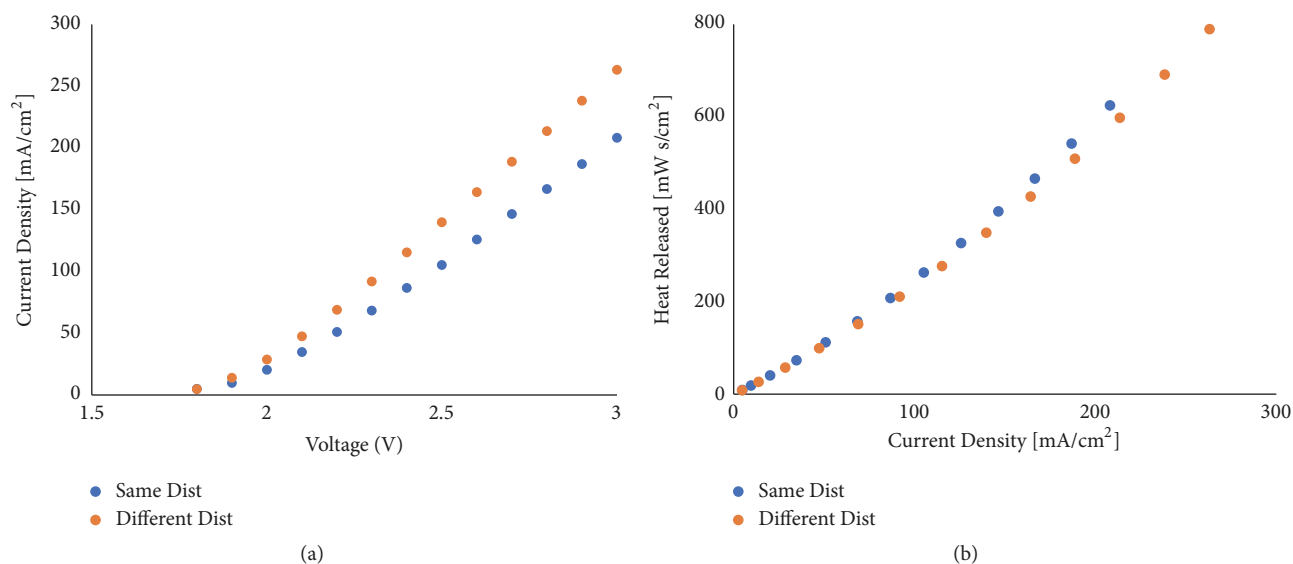 300
250
200
150
100
50
0
Current Density [mA/cm²]
1.5
2
2.5
3
Voltage (V)
Same Dist
Different Dist
(a)
800
600
400
200
0
Heat Released [mW s/cm²]
0
100
200
300
Current Density [mA/cm²]
Same Dist
Different Dist
(b)